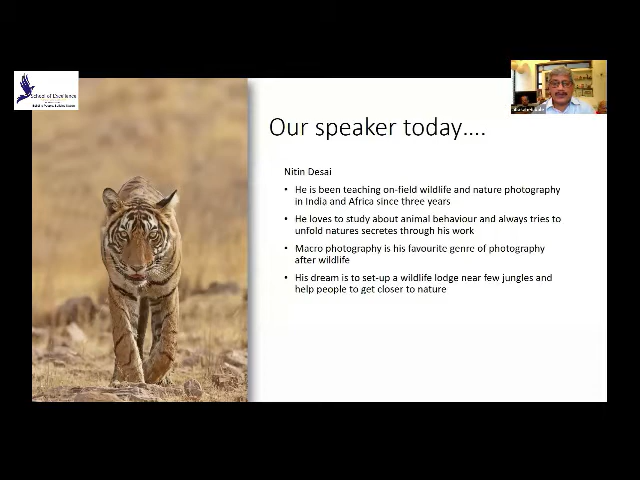 School of Excellence
Our speaker today....
Nitin Desai
• He is been teaching on-field wildlife and nature photography
in India and Africa since three years
• He loves to study about animal behaviour and always tries to
unfold natures secretes through his work
• Macro photography is his favourite genre of photography
after wildlife
• His dream is to set-up a wildlife lodge near few jungles and
help people to get closer to nature